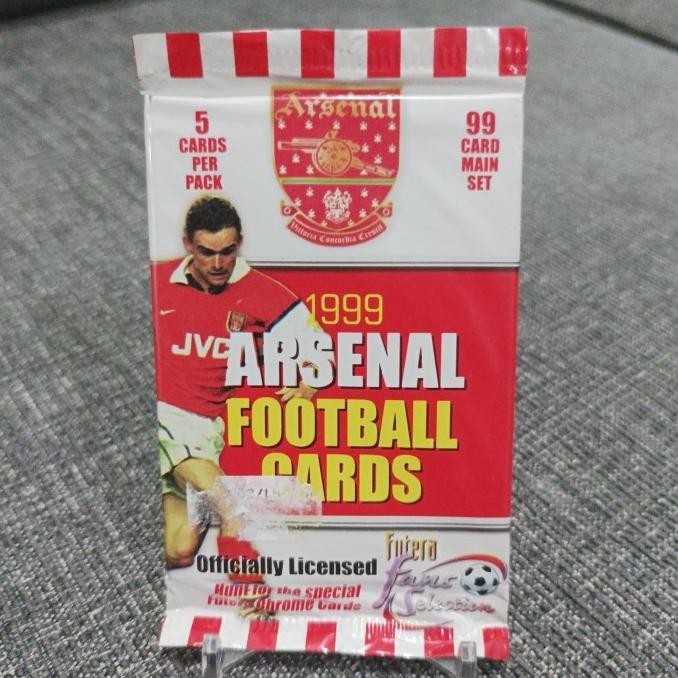 Arsenal
5
CARDS
PER
PACK
99
CARD
MAIN
SET
Victoria Concordia Crescit
1999
JVC
ARSENAL
FOOTBALL
CARDS
Officially Licensed
Hunt for the special
Futera Chrome Cards
Futera
Fans
Selection